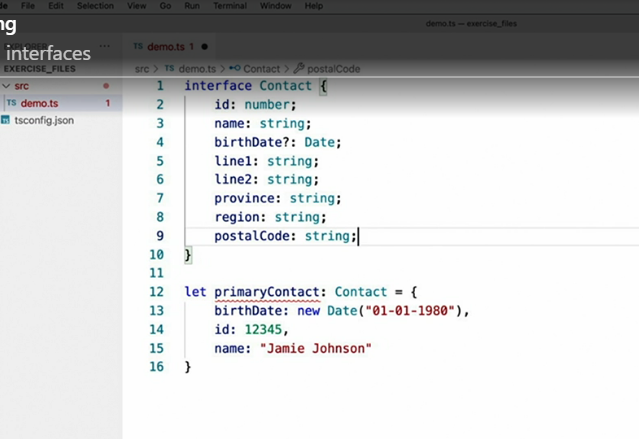 File Edit Selection View Go Run Terminal Window Help
ng
demo.ts — exercise_files
interfaces
TS demo.ts 1
EXERCISE_FILES
src > TS demo.ts > Contact > postalCode
src
TS demo.ts 1
tsconfig.json
1 interface Contact {
2 id: number;
3 name: string;
4 birthDate?: Date;
5 line1: string;
6 line2: string;
7 province: string;
8 region: string;
9 postalCode: string;
10 }
11
12 let primaryContact: Contact = {
13 birthDate: new Date("01-01-1980"),
14 id: 12345,
15 name: "Jamie Johnson"
16 }